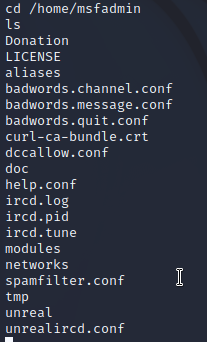 cd /home/msfadmin
ls
Donation
LICENSE
aliases
badwords.channel.conf
badwords.message.conf
badwords.quit.conf
curl-ca-bundle.crt
dccallow.conf
doc
help.conf
ircd.log
ircd.pid
ircd.tune
modules
networks
spamfilter.conf
tmp
unreal
unrealircd.conf